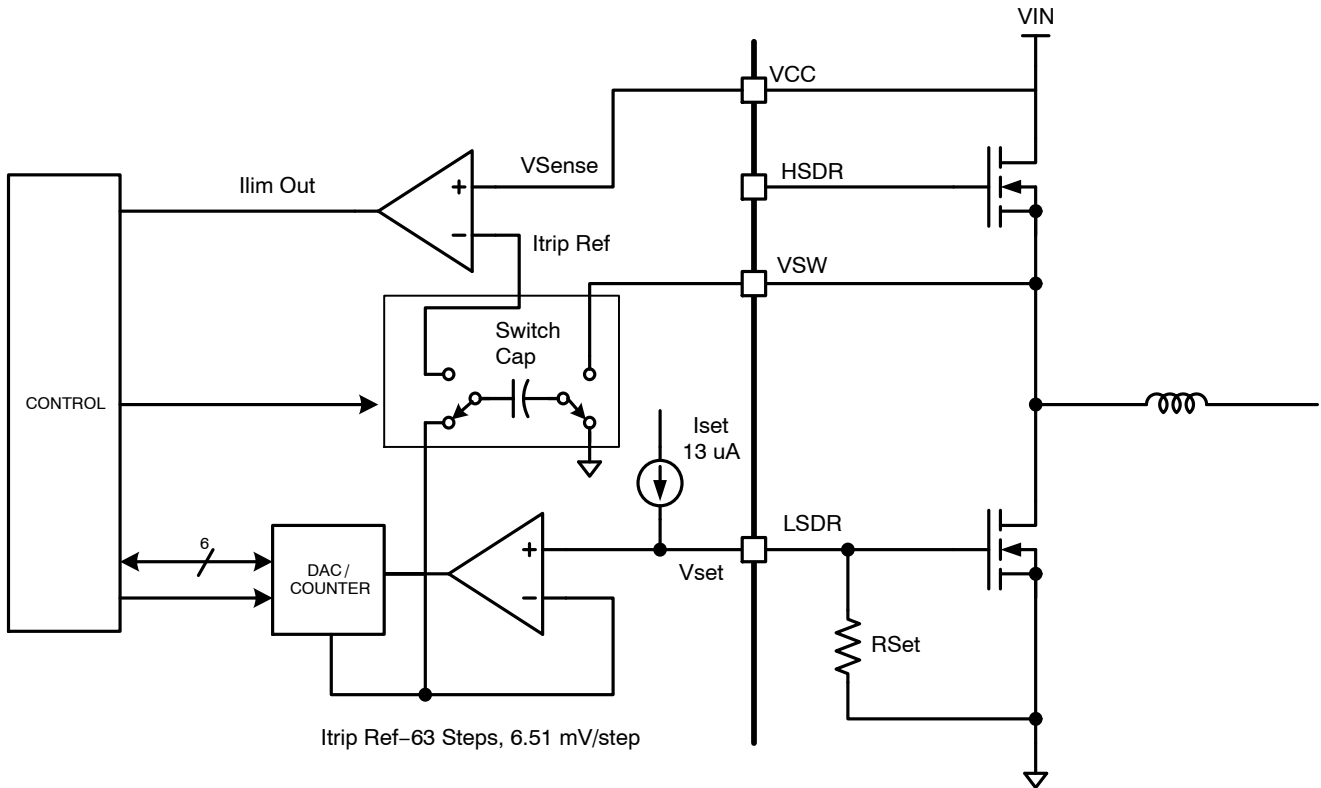 VIN
VCC
VSense
HSDR
Ilim Out
+
−
Itrip Ref
VSW
Switch
Cap
CONTROL
Iset
13 uA
LSDR
6
+
−
Vset
DAC /
COUNTER
RSet
Itrip Ref−63 Steps, 6.51 mV/step